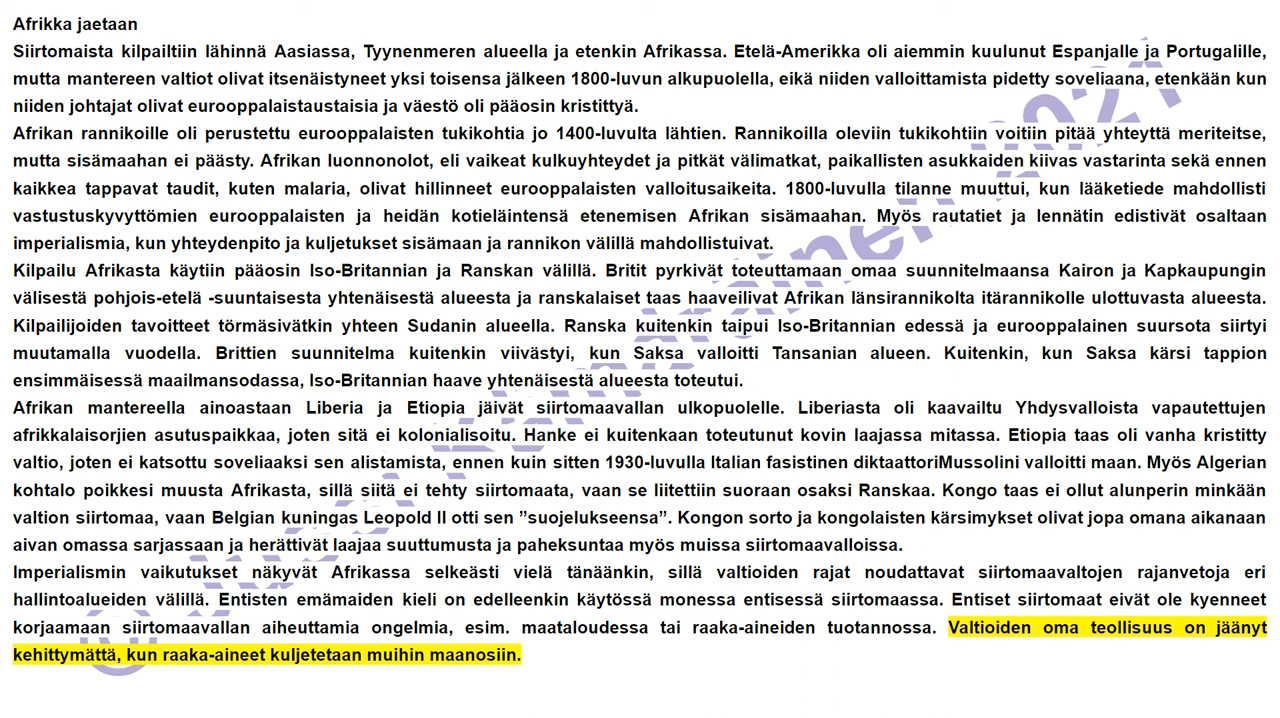 Afrikka jaetaan
Siirtomaista kilpailtiin lähinnä Aasiassa, Tyynenmeren alueella ja etenkin Afrikassa. Etelä-Amerikka oli aiemmin kuulunut Espanjalle ja Portugalille,
mutta mantereen valtiot olivat itsenäistyneet yksi toisensa jälkeen 1800-luvun alkupuolella, eikä niiden valloittamista pidetty soveliaana, etenkään kun
niiden johtajat olivat eurooppalaistaustaisia ja väestö oli pääosin kristittyä.
Afrikan rannikoille oli perustettu eurooppalaisten tukikohtia jo 1400-luvulta lähtien. Rannikoilla oleviin tukikohtiin voitiin pitää yhteyttä meriteitse,
mutta sisämaahan ei päästy. Afrikan luonnonolot, eli vaikeat kulkuyhteydet ja pitkät välimatkat, paikallisten asukkaiden kiivas vastarinta sekä ennen
kaikkea tappavat taudit, kuten malaria, olivat hillinneet eurooppalaisten valloitusaikeita. 1800-luvulla tilanne muuttui, kun lääketiede mahdollisti
vastustuskyvyttömien eurooppalaisten ja heidän kotieläintensä etenemisen Afrikan sisämaahan. Myös rautatiet ja lennätin edistivät osaltaan
imperialismia, kun yhteydenpito ja kuljetukset sisämaan ja rannikon välillä mahdollistuivat.
Kilpailu Afrikasta käytiin pääosin Iso-Britannian ja Ranskan välillä. Britit pyrkivät toteuttamaan omaa suunnitelmaansa Kairon ja Kapkaupungin
välisestä pohjois-etelä -suuntaisesta yhtenäisestä alueesta ja ranskalaiset taas haaveilivat Afrikan länsirannikolta itärannikolle ulottuvasta alueesta.
Kilpailijoiden tavoitteet törmäsivätkin yhteen Sudanin alueella. Ranska kuitenkin taipui Iso-Britannian edessä ja eurooppalainen suursota siirtyi
muutamalla vuodella. Brittien suunnitelma kuitenkin viivästyi, kun Saksa valloitti Tansanian alueen. Kuitenkin, kun Saksa kärsi tappion
ensimmäisessä maailmansodassa, Iso-Britannian haave yhtenäisestä alueesta toteutui.
Afrikan mantereella ainoastaan Liberia ja Etiopia jäivät siirtomaavallan ulkopuolelle. Liberiasta oli kaavailtu Yhdysvalloista vapautettujen
afrikkalaisorjien asutuspaikkaa, joten sitä ei kolonialisoitu. Hanke ei kuitenkaan toteutunut kovin laajassa mitassa. Etiopia taas oli vanha kristitty
valtio, joten ei katsottu soveliaaksi sen alistamista, ennen kuin sitten 1930-luvulla Italian fasistinen diktaattoriMussolini valloitti maan. Myös Algerian
kohtalo poikkesi muusta Afrikasta, sillä siitä ei tehty siirtomaata, vaan se liitettiin suoraan osaksi Ranskaa. Kongo taas ei ollut alunperin minkään
valtion siirtomaa, vaan Belgian kuningas Leopold II otti sen ”suojelukseensa”. Kongon sorto ja kongolaisten kärsimykset olivat jopa omana aikanaan
aivan omassa sarjassaan ja herättivät laajaa suuttumusta ja paheksuntaa myös muissa siirtomaavalloissa.
Imperialismin vaikutukset näkyvät Afrikassa selkeästi vielä tänäänkin, sillä valtioiden rajat noudattavat siirtomaavaltojen rajanvetoja eri
hallintoalueiden välillä. Entisten emämaiden kieli on edelleenkin käytössä monessa entisessä siirtomaassa. Entiset siirtomaat eivät ole kyenneet
korjaamaan siirtomaavallan aiheuttamia ongelmia, esim. maataloudessa tai raaka-aineiden tuotannossa. Valtioiden oma teollisuus on jäänyt
kehittymättä, kun raaka-aineet kuljetetaan muihin maanosiin.